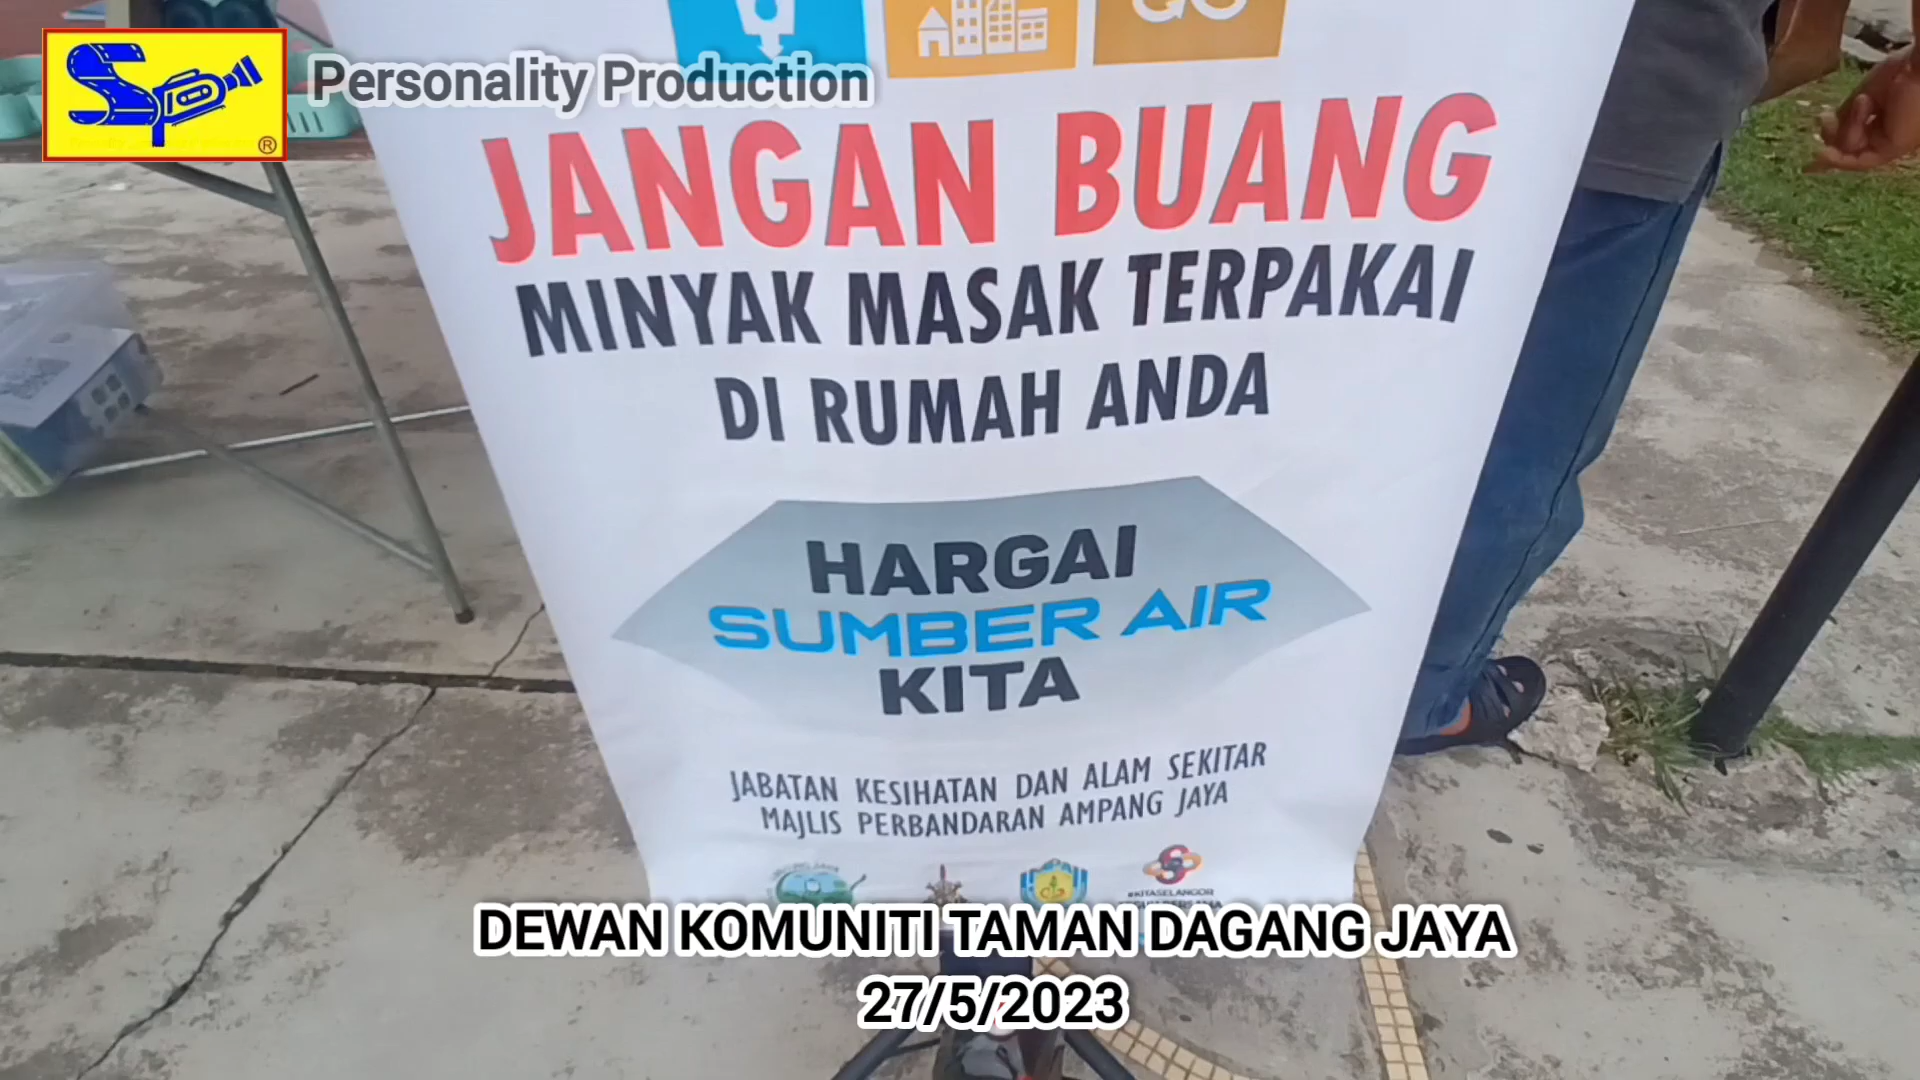 Personality Production
JANGAN BUANG
MINYAK MASAK TERPAKAI
DI RUMAH ANDA
HARGAI
SUMBER AIR
KITA
JABATAN KESIHATAN DAN ALAM SEKITAR
MAJLIS PERBANDARAN AMPANG JAYA
#KITASELANGOR
DEWAN KOMUNITI TAMAN DAGANG JAYA
27/5/2023